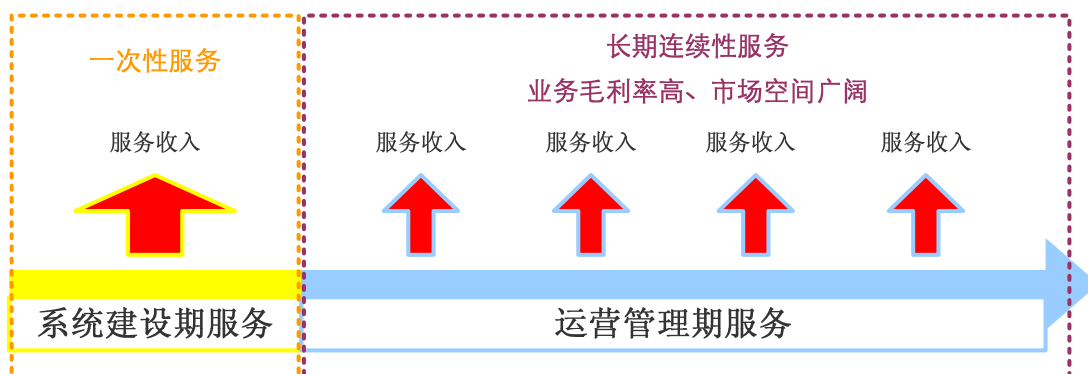 一次性服务
长期连续性服务
业务毛利率高、市场空间广阔
服务收入
服务收入
服务收入
服务收入
服务收入
系统建设期服务
运营管理期服务